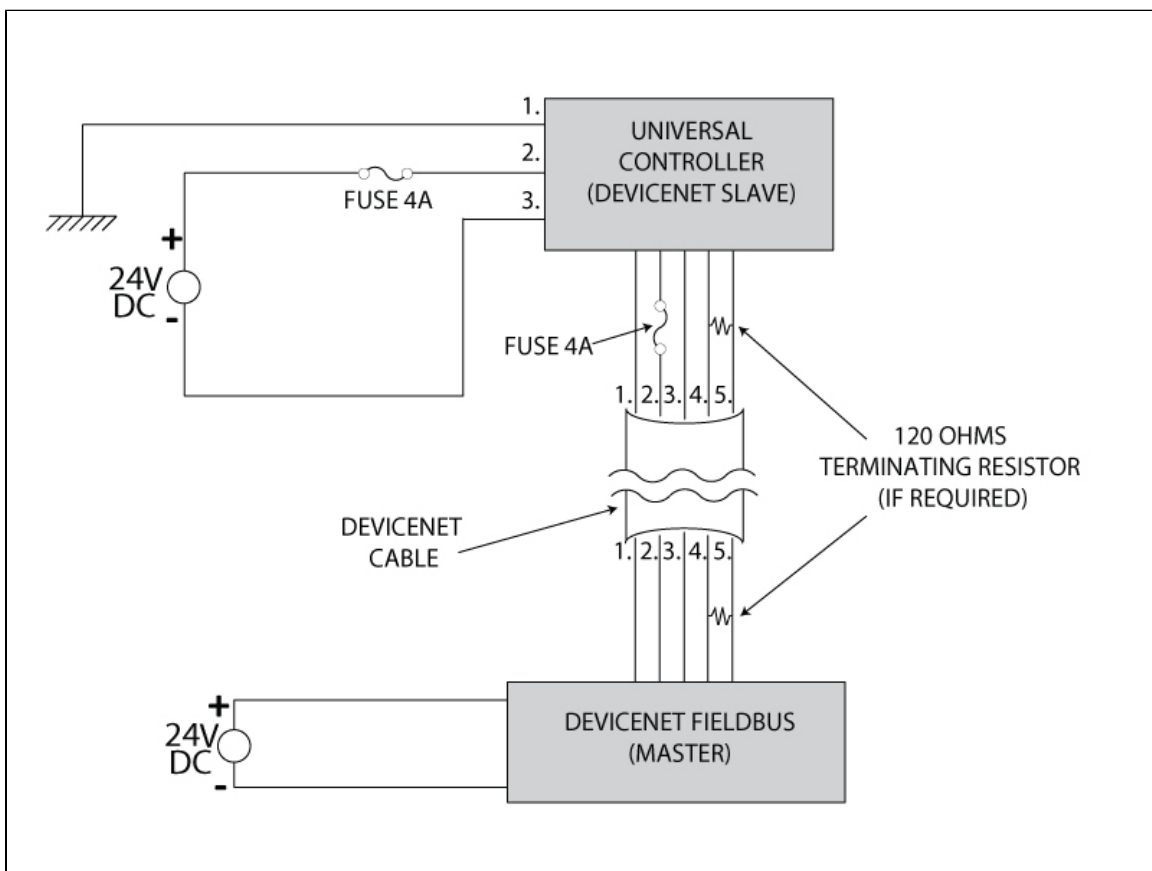 1.
UNIVERSAL
CONTROLLER
(DEVICENET SLAVE)
2.
FUSE 4A
3.
+
24V
DC
-
FUSE 4A
1. 2. 3. 4. 5.
120 OHMS
TERMINATING RESISTOR
(IF REQUIRED)
DEVICENET
CABLE
1. 2. 3. 4. 5.
+
24V
DC
-
DEVICENET FIELDBUS
(MASTER)